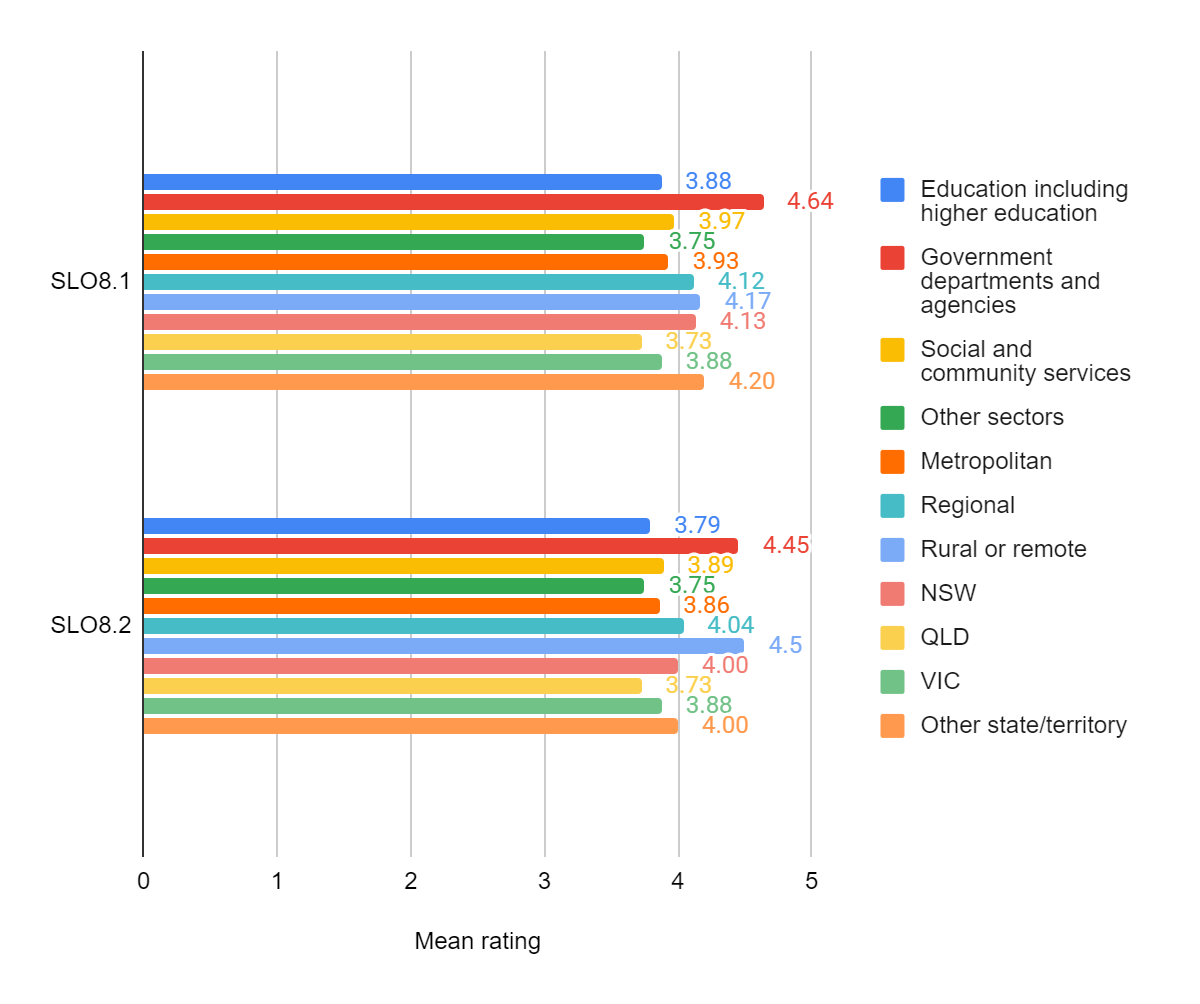 SLO8.1
3.88
4.64
3.97
3.75
3.93
4.12
4.17
4.13
3.73
3.88
4.20
SLO8.2
3.79
4.45
3.89
3.75
3.86
4.04
4.5
4.00
3.73
3.88
4.00
0 1 2 3 4 5
Mean rating
Education including
higher education
Government
departments and
agencies
Social and
community services
Other sectors
Metropolitan
Regional
Rural or remote
NSW
QLD
VIC
Other state/territory